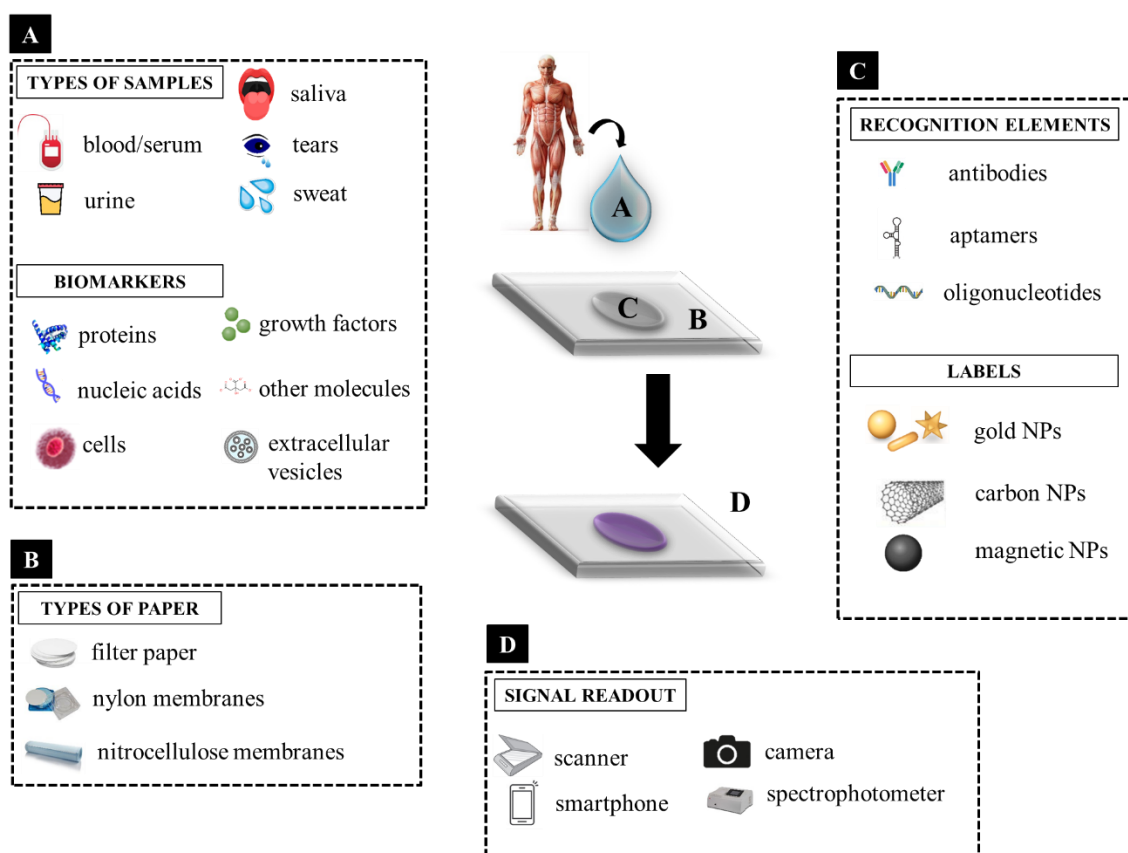 A
TYPES OF SAMPLES
blood/serum
urine
saliva
tears
sweat
BIOMARKERS
proteins
nucleic acids
cells
growth factors
other molecules
extracellular
vesicles
B
TYPES OF PAPER
filter paper
nylon membranes
nitrocellulose membranes
A
C
B
D
C
RECOGNITION ELEMENTS
antibodies
aptamers
oligonucleotides
LABELS
gold NPs
carbon NPs
magnetic NPs
D
SIGNAL READOUT
scanner
smartphone
camera
spectrophotometer